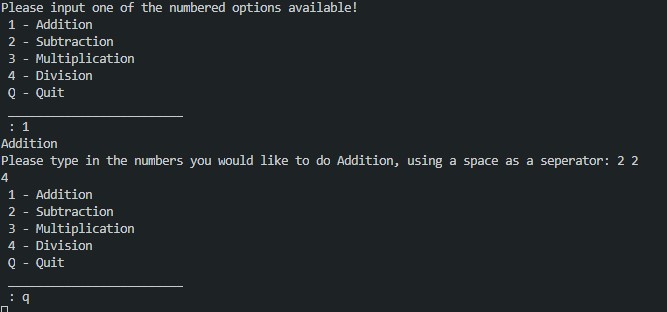 Please input one of the numbered options available!
1 - Addition
2 - Subtraction
3 - Multiplication
4 - Division
Q - Quit
_________________________
: 1
Addition
Please type in the numbers you would like to do Addition, using a space as a seperator: 2 2
4
1 - Addition
2 - Subtraction
3 - Multiplication
4 - Division
Q - Quit
_________________________
: q